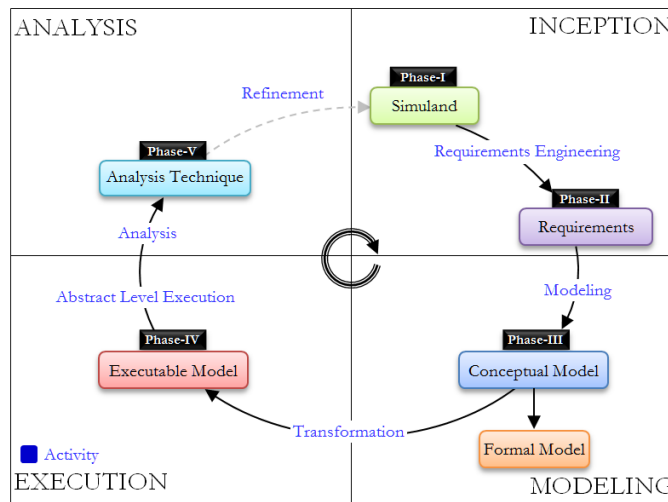 ANALYSIS
INCEPTION
Phase-I
Simuland
Refinement
Requirements Engineering
Phase-V
Analysis Technique
Phase-II
Requirements
Analysis
Modeling
Abstract Level Execution
Phase-IV
Executable Model
Phase-III
Conceptual Model
Transformation
Formal Model
Activity
EXECUTION
MODELING